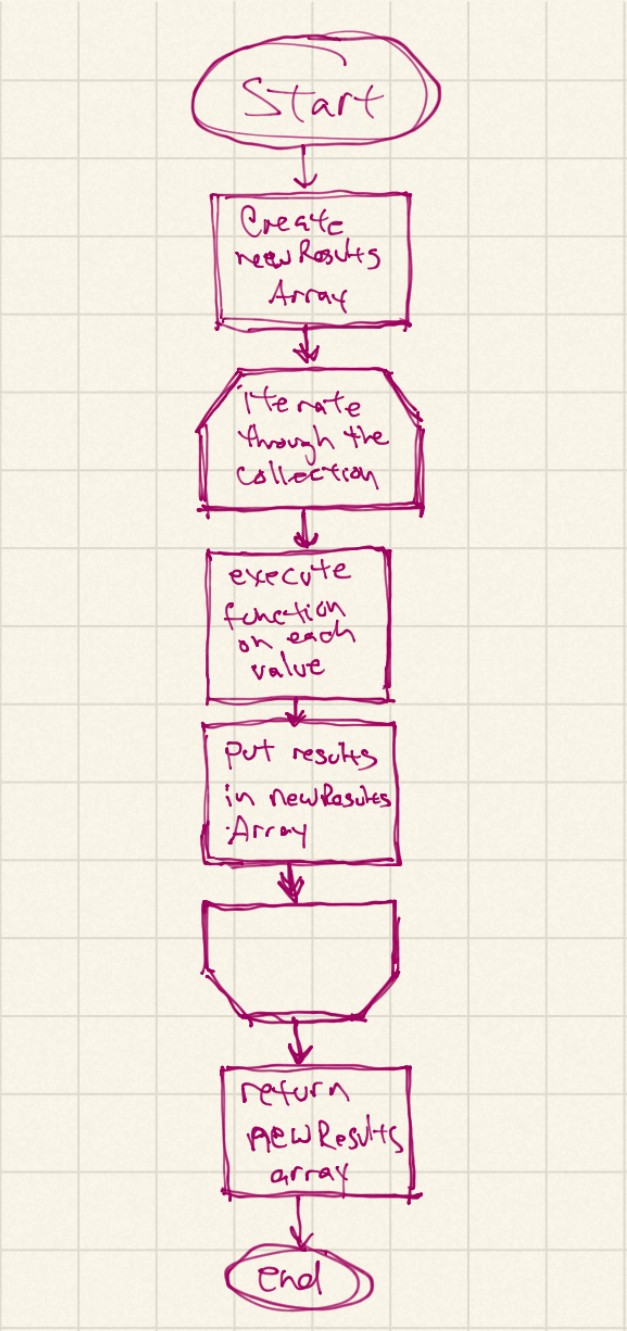 Start
Create
newResults
Array
iterate
through the
collection
execute
function
on each
value
Put results
in newResults
Array
return
newResults
array
end